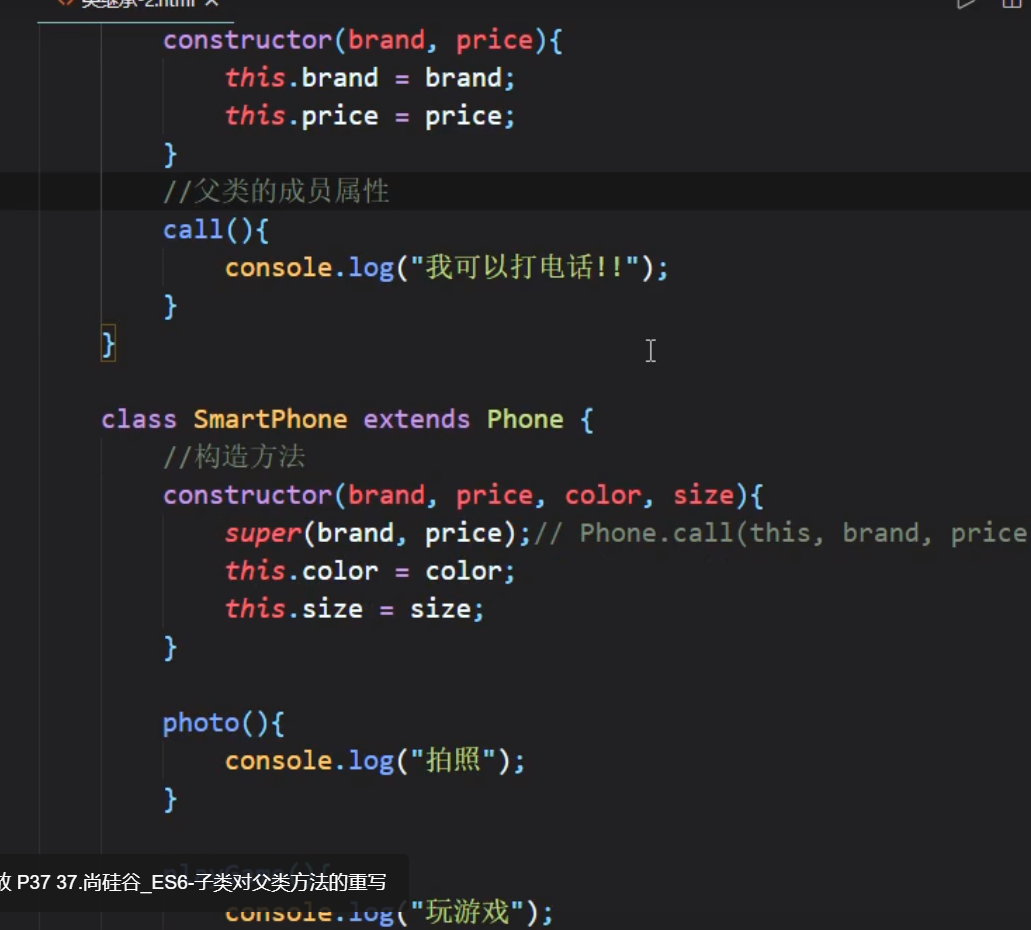 constructor(brand, price){
this.brand = brand;
this.price = price;
}
//父类的成员属性
call(){
console.log("我可以打电话!!");
}
}
class SmartPhone extends Phone {
//构造方法
constructor(brand, price, color, size){
super(brand, price);// Phone.call(this, brand, price
this.color = color;
this.size = size;
}
photo(){
console.log("拍照");
}
放 P37 37.尚硅谷_ES6-子类对父类方法的重写
console.log("玩游戏");